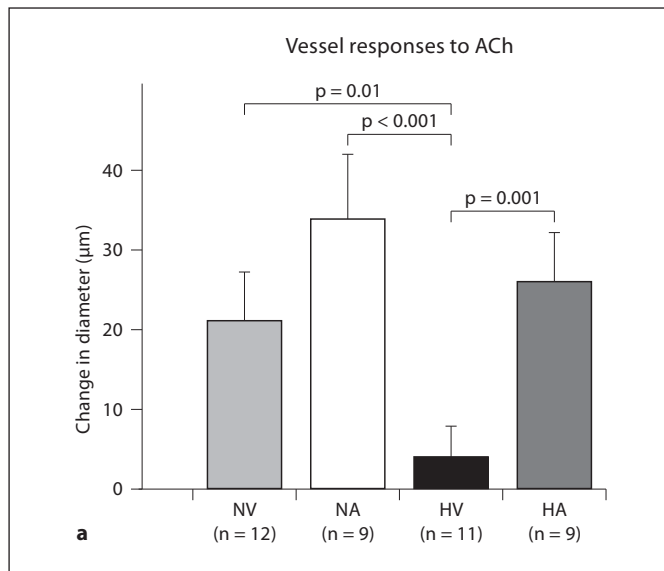 Vessel responses to ACh
p = 0.01
p < 0.001
p = 0.001
Change in diameter (µm)
40
30
20
10
0
NV NA HV HA
(n = 12) (n = 9) (n = 11) (n = 9)
a